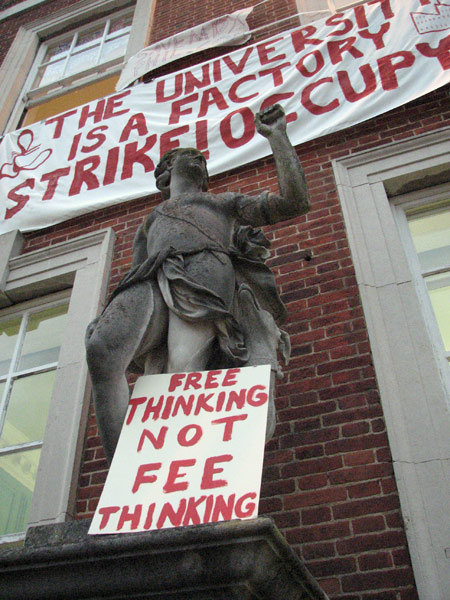 THE UNIVERSITY
IS A FACTORY
STRIKE! OCCUPY
FREE
THINKING
NOT
FEE
THINKING